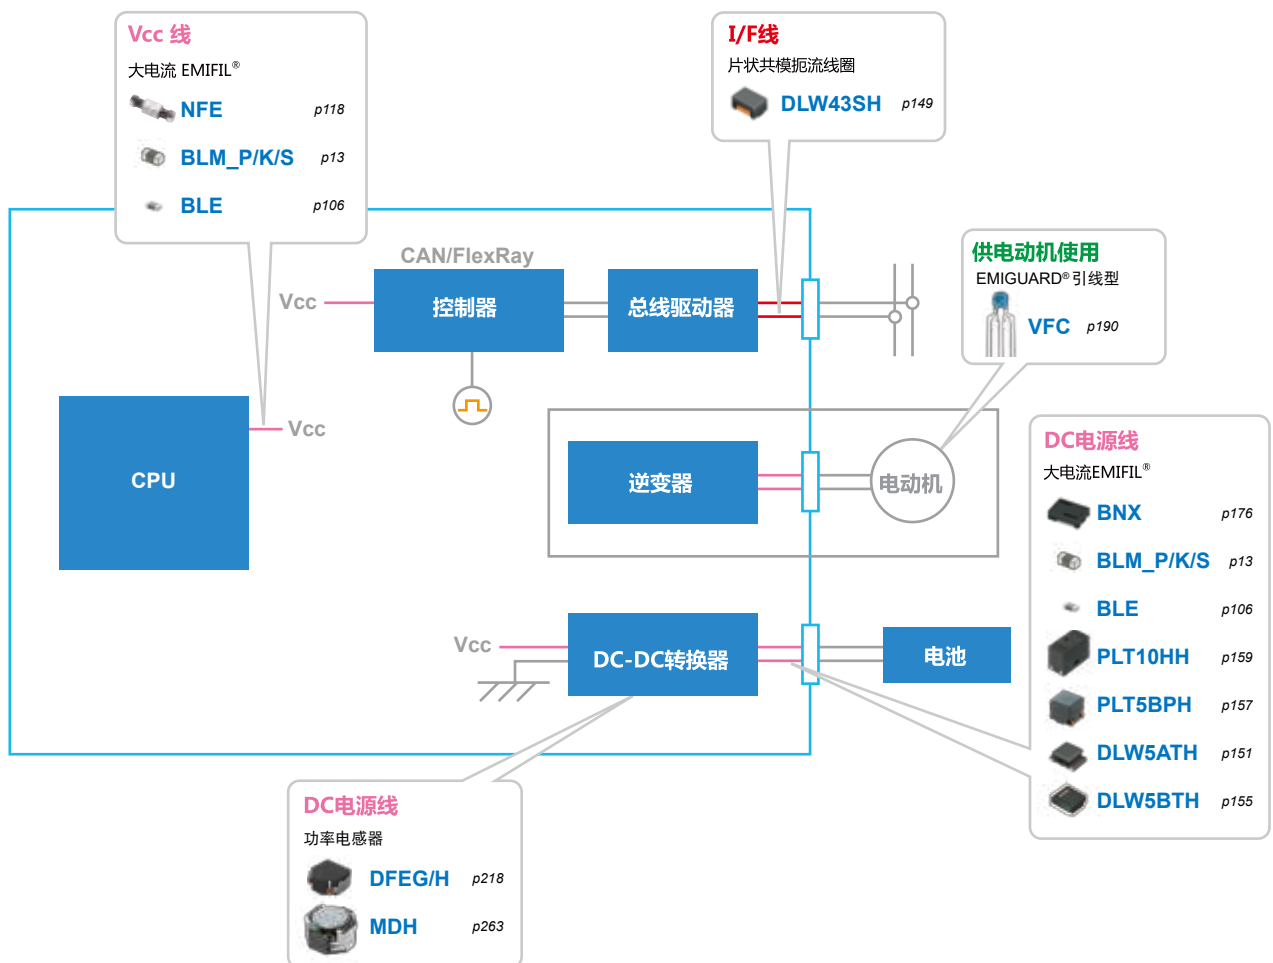 Vcc 线
大电流 EMIFIL®
NFE p118
BLM_P/K/S p13
BLE p106
I/F线
片状共模扼流线圈
DLW43SH p149
供电动机使用
EMIGUARD®引线型
VFC p190
CAN/FlexRay
Vcc
控制器
总线驱动器
CPU
Vcc
逆变器
电动机
Vcc
DC-DC转换器
电池
DC电源线
大电流EMIFIL®
BNX p176
BLM_P/K/S p13
BLE p106
PLT10HH p159
PLT5BPH p157
DLW5ATH p151
DLW5BTH p155
DC电源线
功率电感器
DFEG/H p218
MDH p263